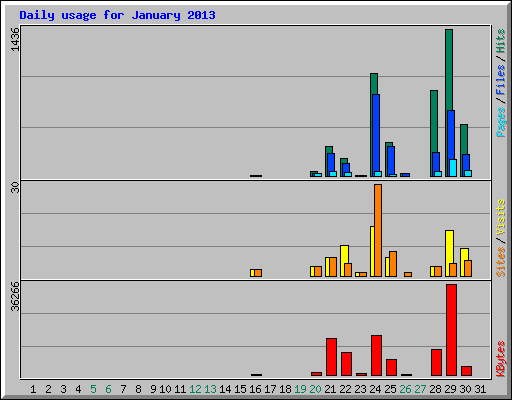 Daily usage for January 2013
1436
Pages / Files / Hits
30
Sites / Visits
36266
KBytes
1 2 3 4 5 6 7 8 9 10 11 12 13 14 15 16 17 18 19 20 21 22 23 24 25 26 27 28 29 30 31